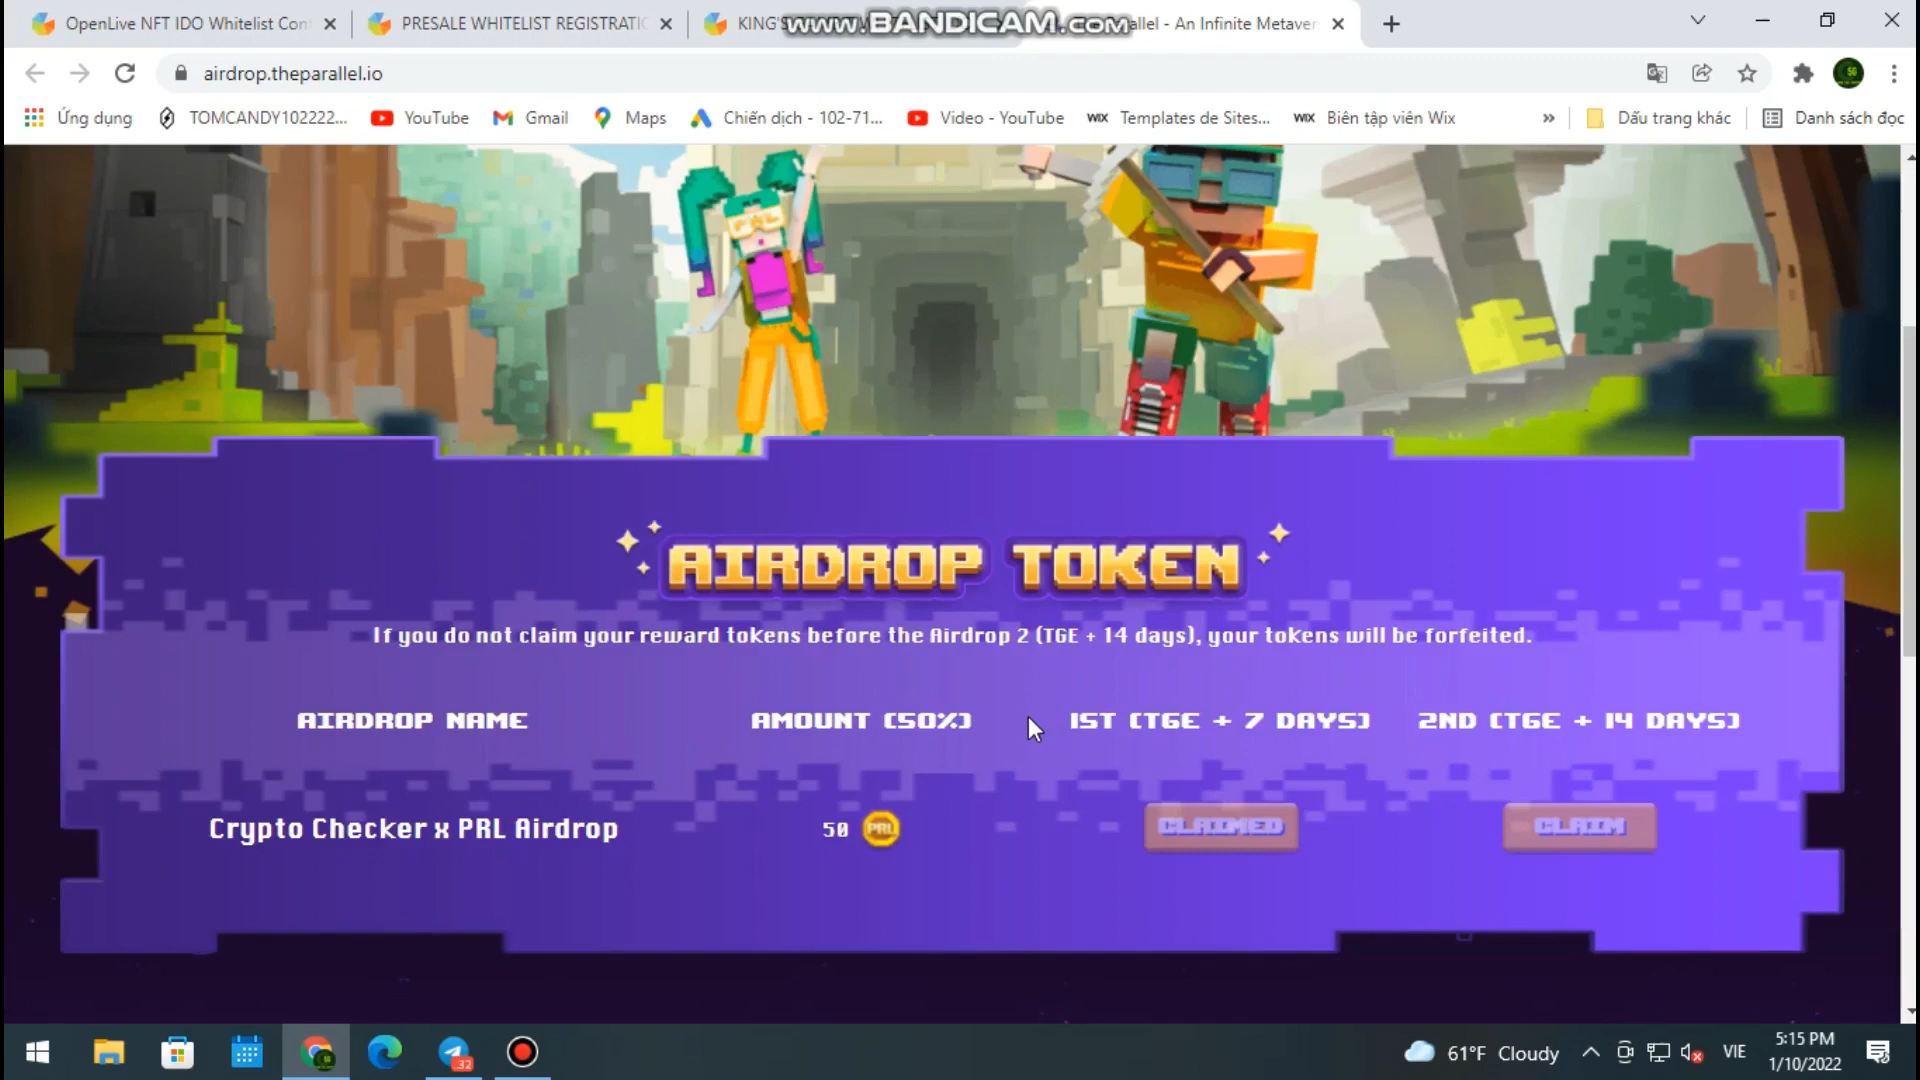 OpenLive NFT IDO Whitelist Con
PRESALE WHITELIST REGISTRATIC
KING'S
www.BANDICAM.com
allel - An Infinite Metaver
airdrop.theparallel.io
Ứng dụng
TOMCANDY102222...
YouTube
Gmail
Maps
Chiến dịch - 102-71...
Video - YouTube
WIX Templates de Sites...
WIX Biên tập viên Wix
»
Dấu trang khác
Danh sách đọc
PRL
AIRDROP TOKEN
If you do not claim your reward tokens before the Airdrop 2 (TGE + 14 days), your tokens will be forfeited.
AIRDROP NAME
AMOUNT (50%)
1ST (TGE + 7 DAYS)
2ND (TGE + 14 DAYS)
Crypto Checker x PRL Airdrop
50 PRL
CLAIMED
CLAIM
32
61°F Cloudy
VIE
5:15 PM
1/10/2022